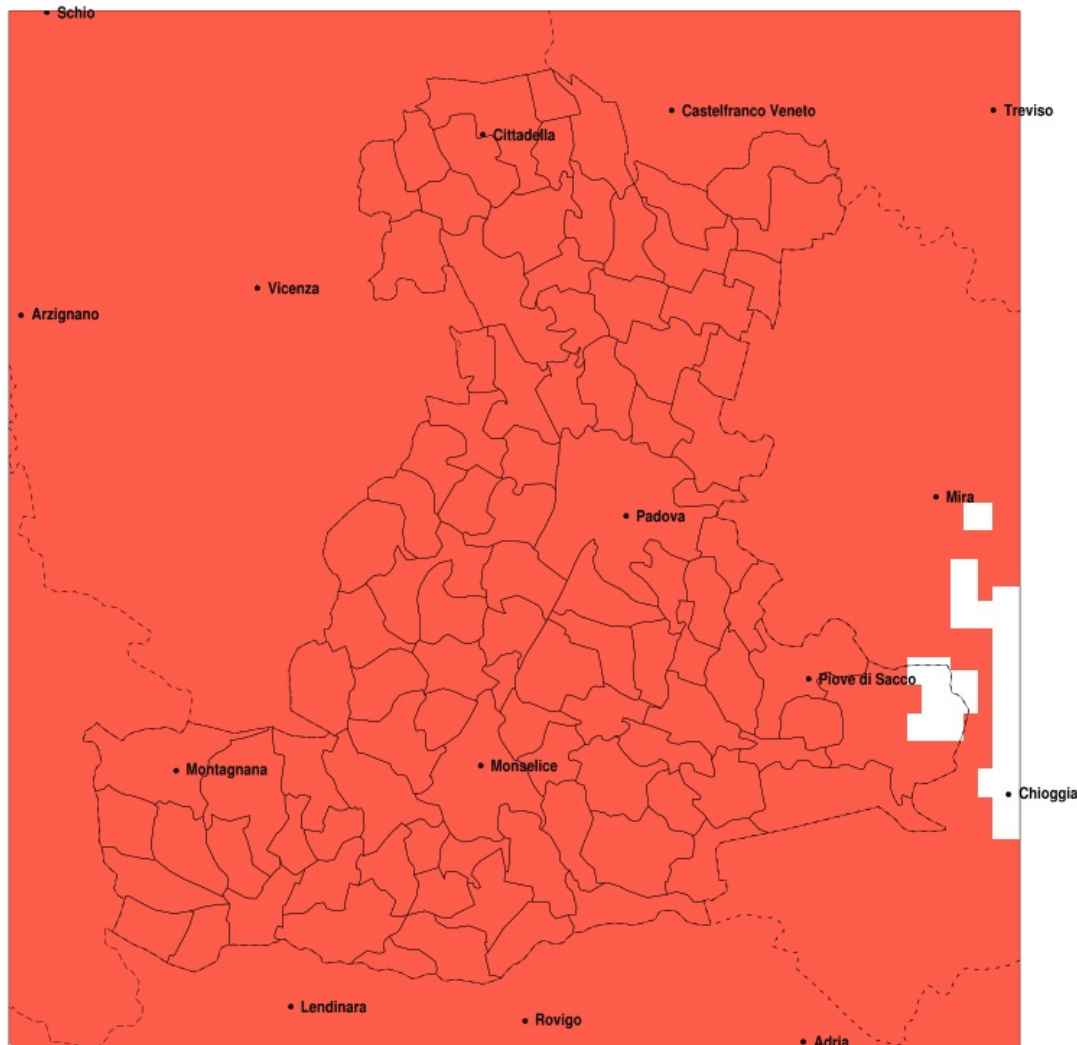 Schio
Castelfranco Veneto
Treviso
Cittadella
Vicenza
Arzignano
Mira
Padova
Piove di Sacco
Montagnana
Monselice
Chioggia
Lendinara
Rovigo
Adria